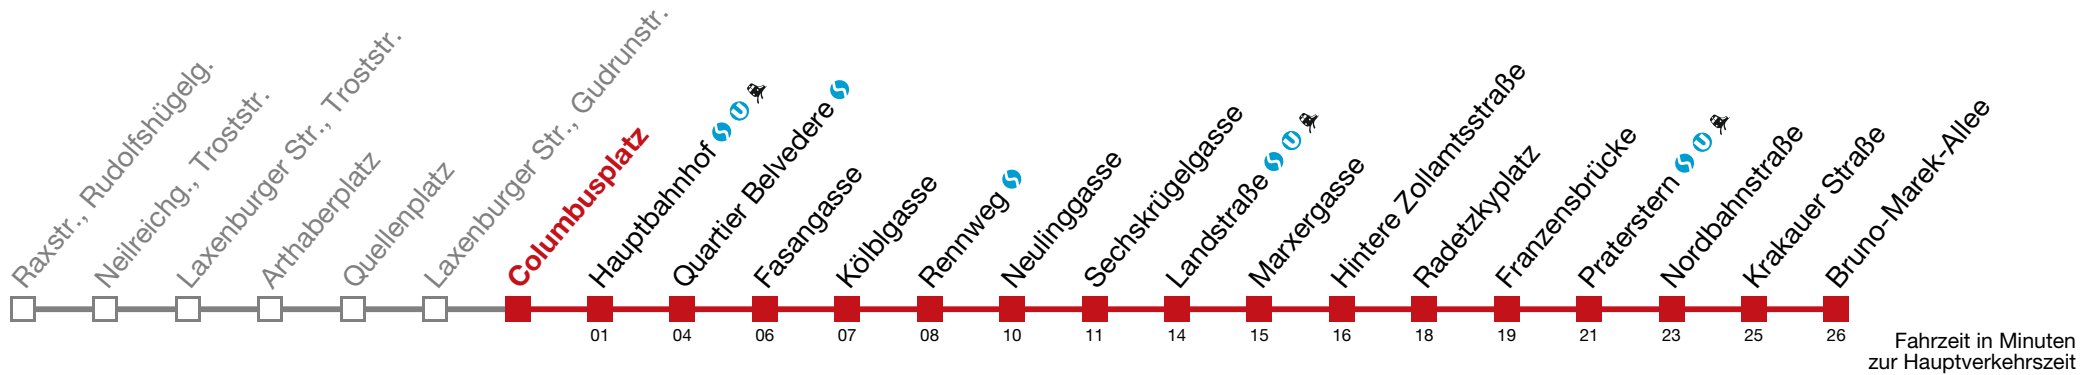 Raxstr., Rudolfshügelg.
Neilreichg., Troststr.
Laxenburger Str., Troststr.
Arthaberplatz
Quellenplatz
Laxenburger Str., Gudrunstr.
Columbusplatz
Hauptbahnhof S U
Quartier Belvedere S
Fasangasse
Kölblgasse
Rennweg S
Neulinggasse
Sechskrügelgasse
Landstraße S U
Marxergasse
Hintere Zollamtsstraße
Radetzkyplatz
Franzensbrücke
Praterstern S U
Nordbahnstraße
Krakauer Straße
Bruno-Marek-Allee
01 04 06 07 08 10 11 14 15 16 18 19 21 23 25 26
Fahrzeit in Minuten
zur Hauptverkehrszeit